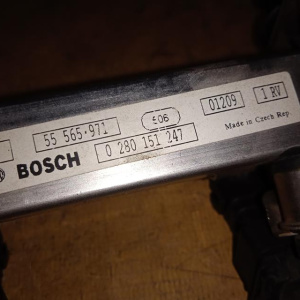 55 565·971
506
01209
1 RV
BOSCH
0 280 151 247
Made in Czech Rep.